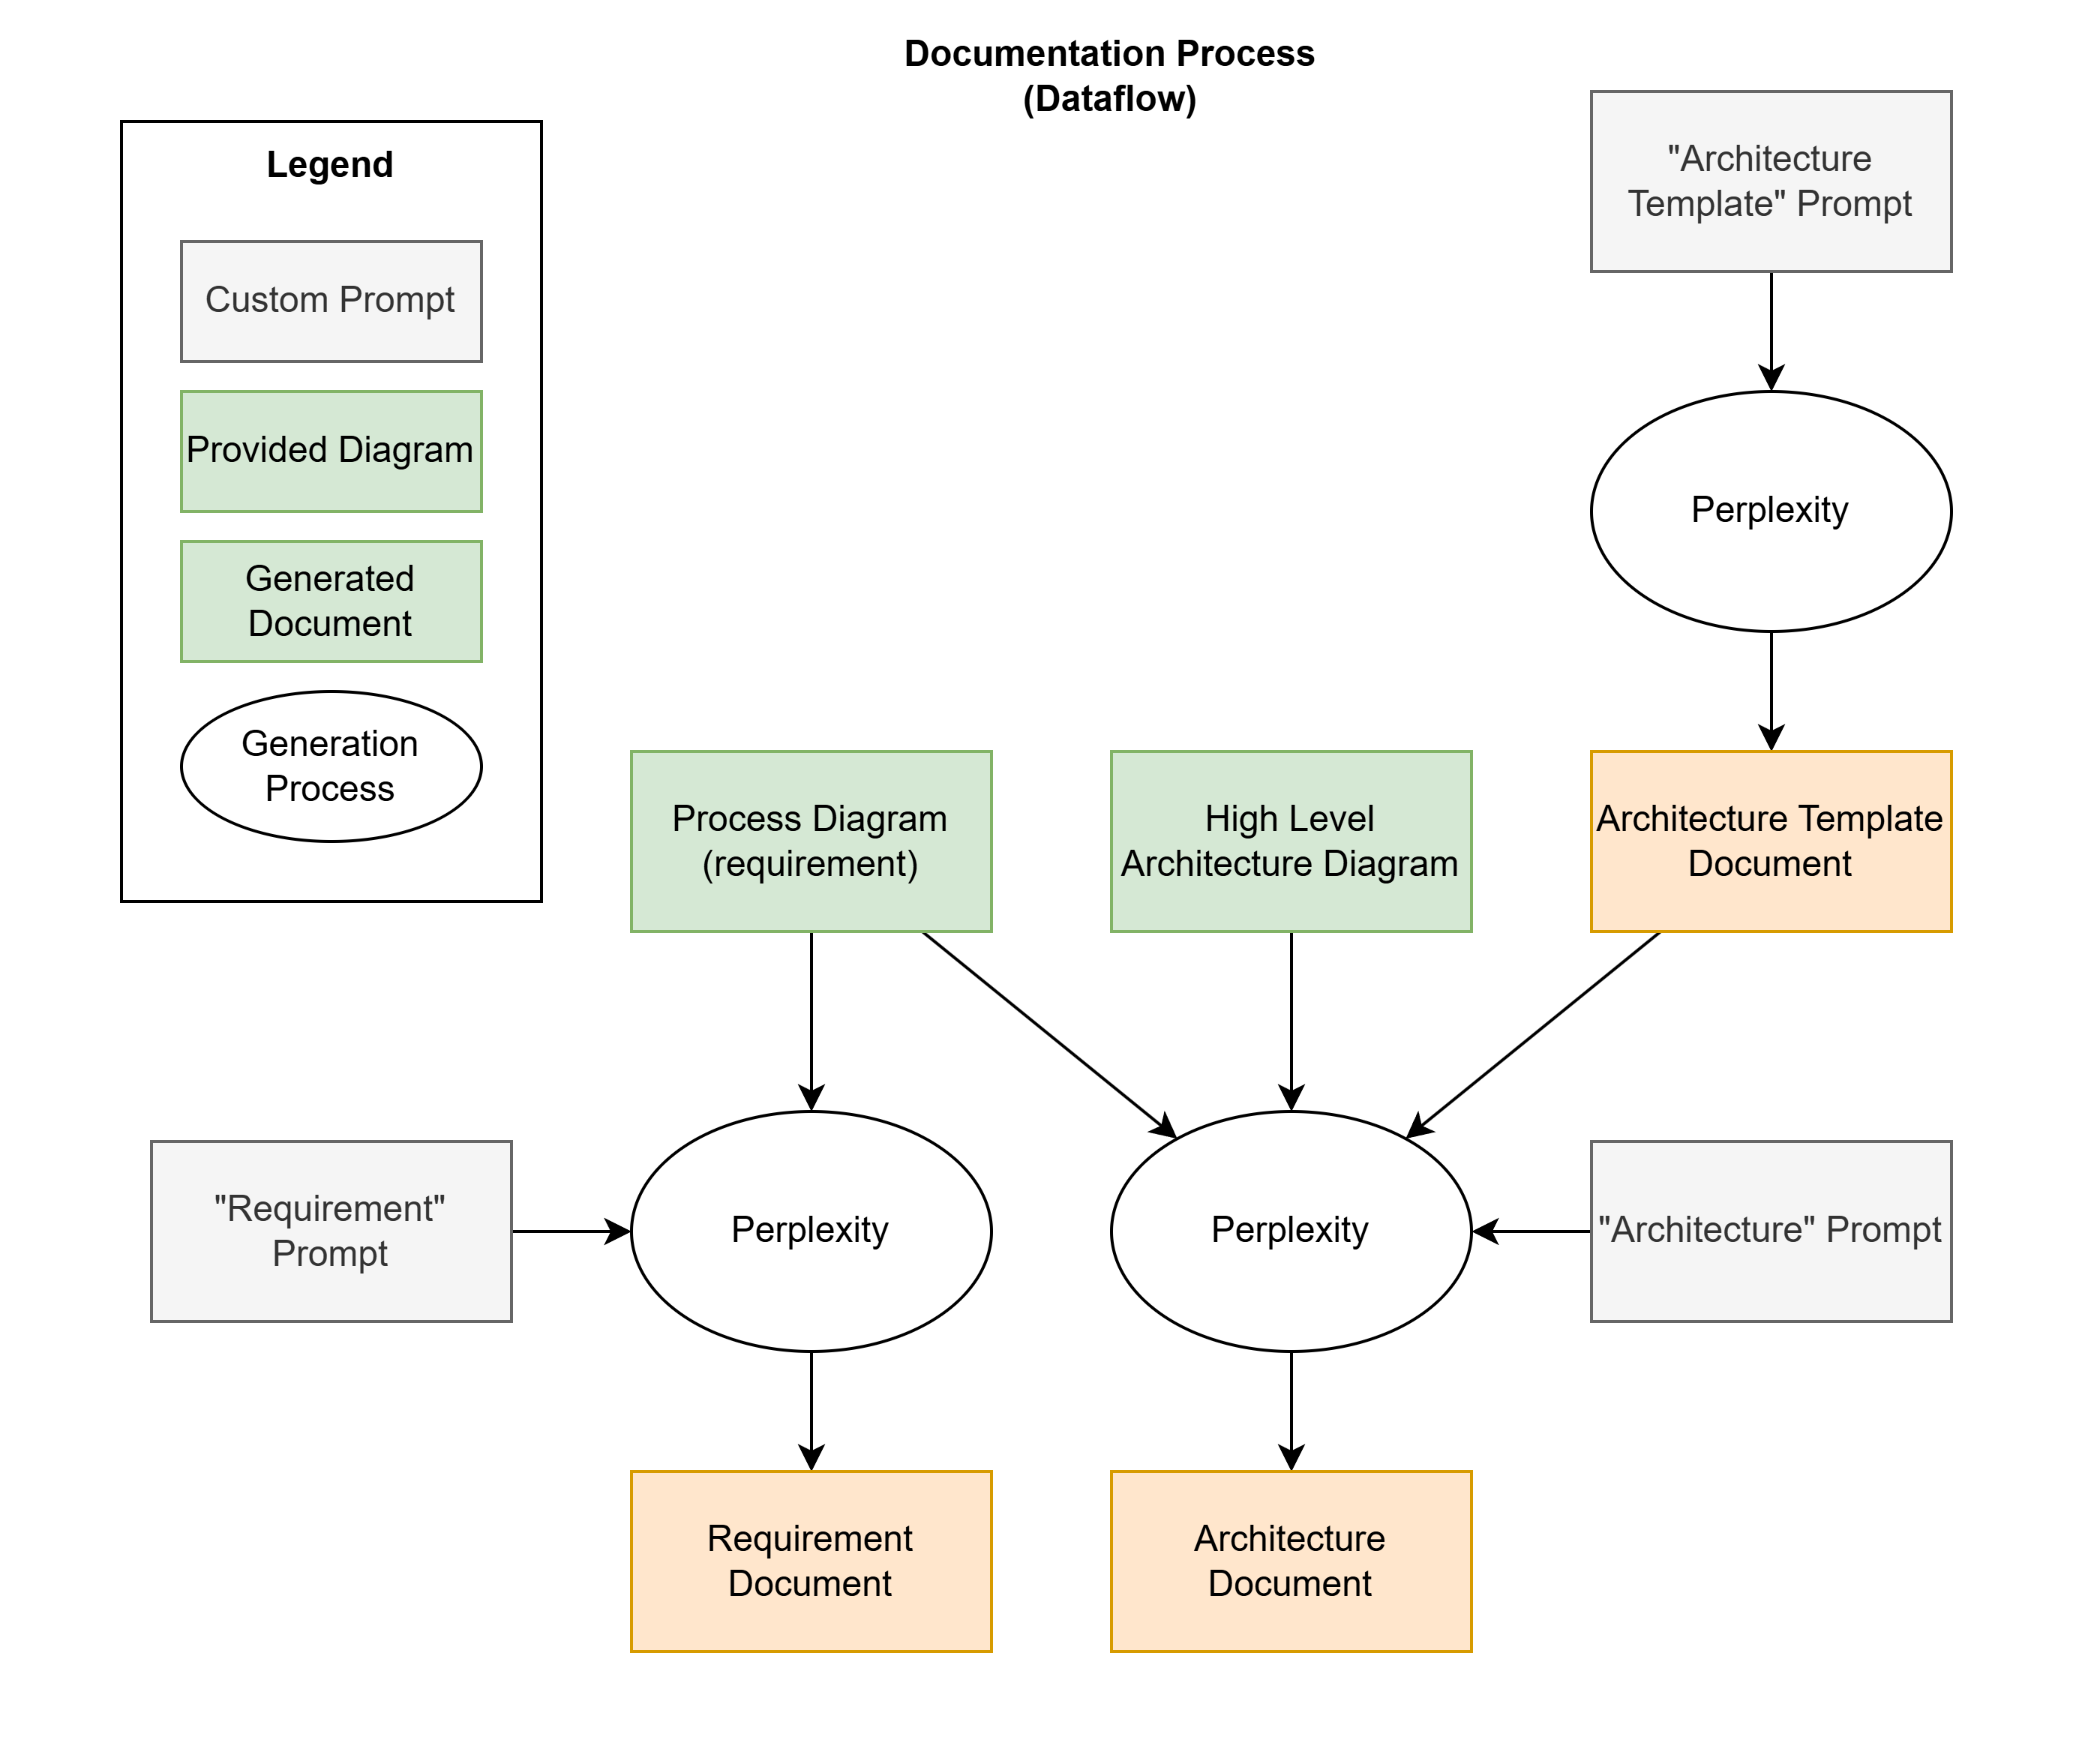 Documentation Process
(Dataflow)
Legend
Custom Prompt
Provided Diagram
Generated
Document
Generation
Process
"Architecture
Template" Prompt
Perplexity
Process Diagram
(requirement)
High Level
Architecture Diagram
Architecture Template
Document
"Requirement"
Prompt
Perplexity
Perplexity
"Architecture" Prompt
Requirement
Document
Architecture
Document